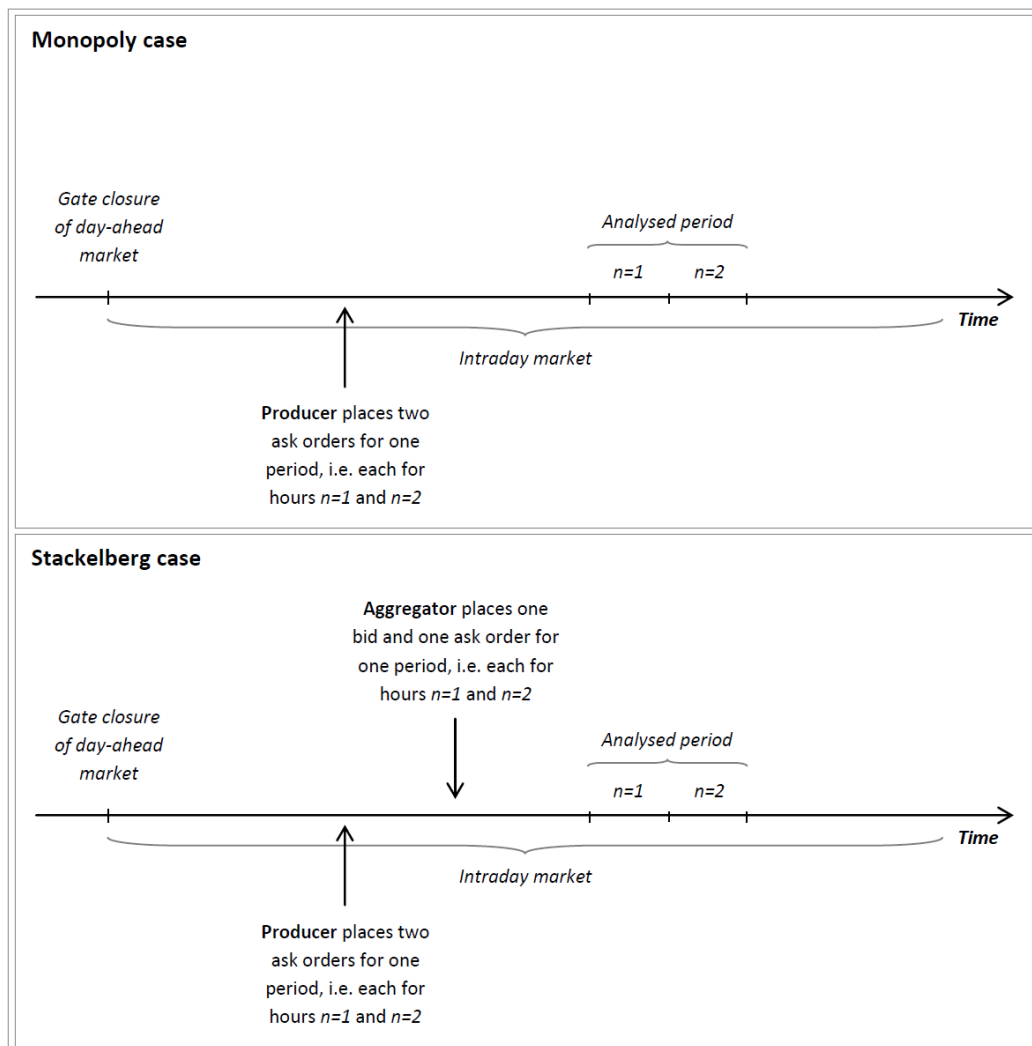 Monopoly case
Gate closure
of day-ahead
market
Analysed period
n=1
n=2
Time
Intraday market
Producer places two
ask orders for one
period, i.e. each for
hours n=1 and n=2
Stackelberg case
Aggregator places one
bid and one ask order for
one period, i.e. each for
hours n=1 and n=2
Gate closure
of day-ahead
market
Analysed period
n=1
n=2
Time
Intraday market
Producer places two
ask orders for one
period, i.e. each for
hours n=1 and n=2